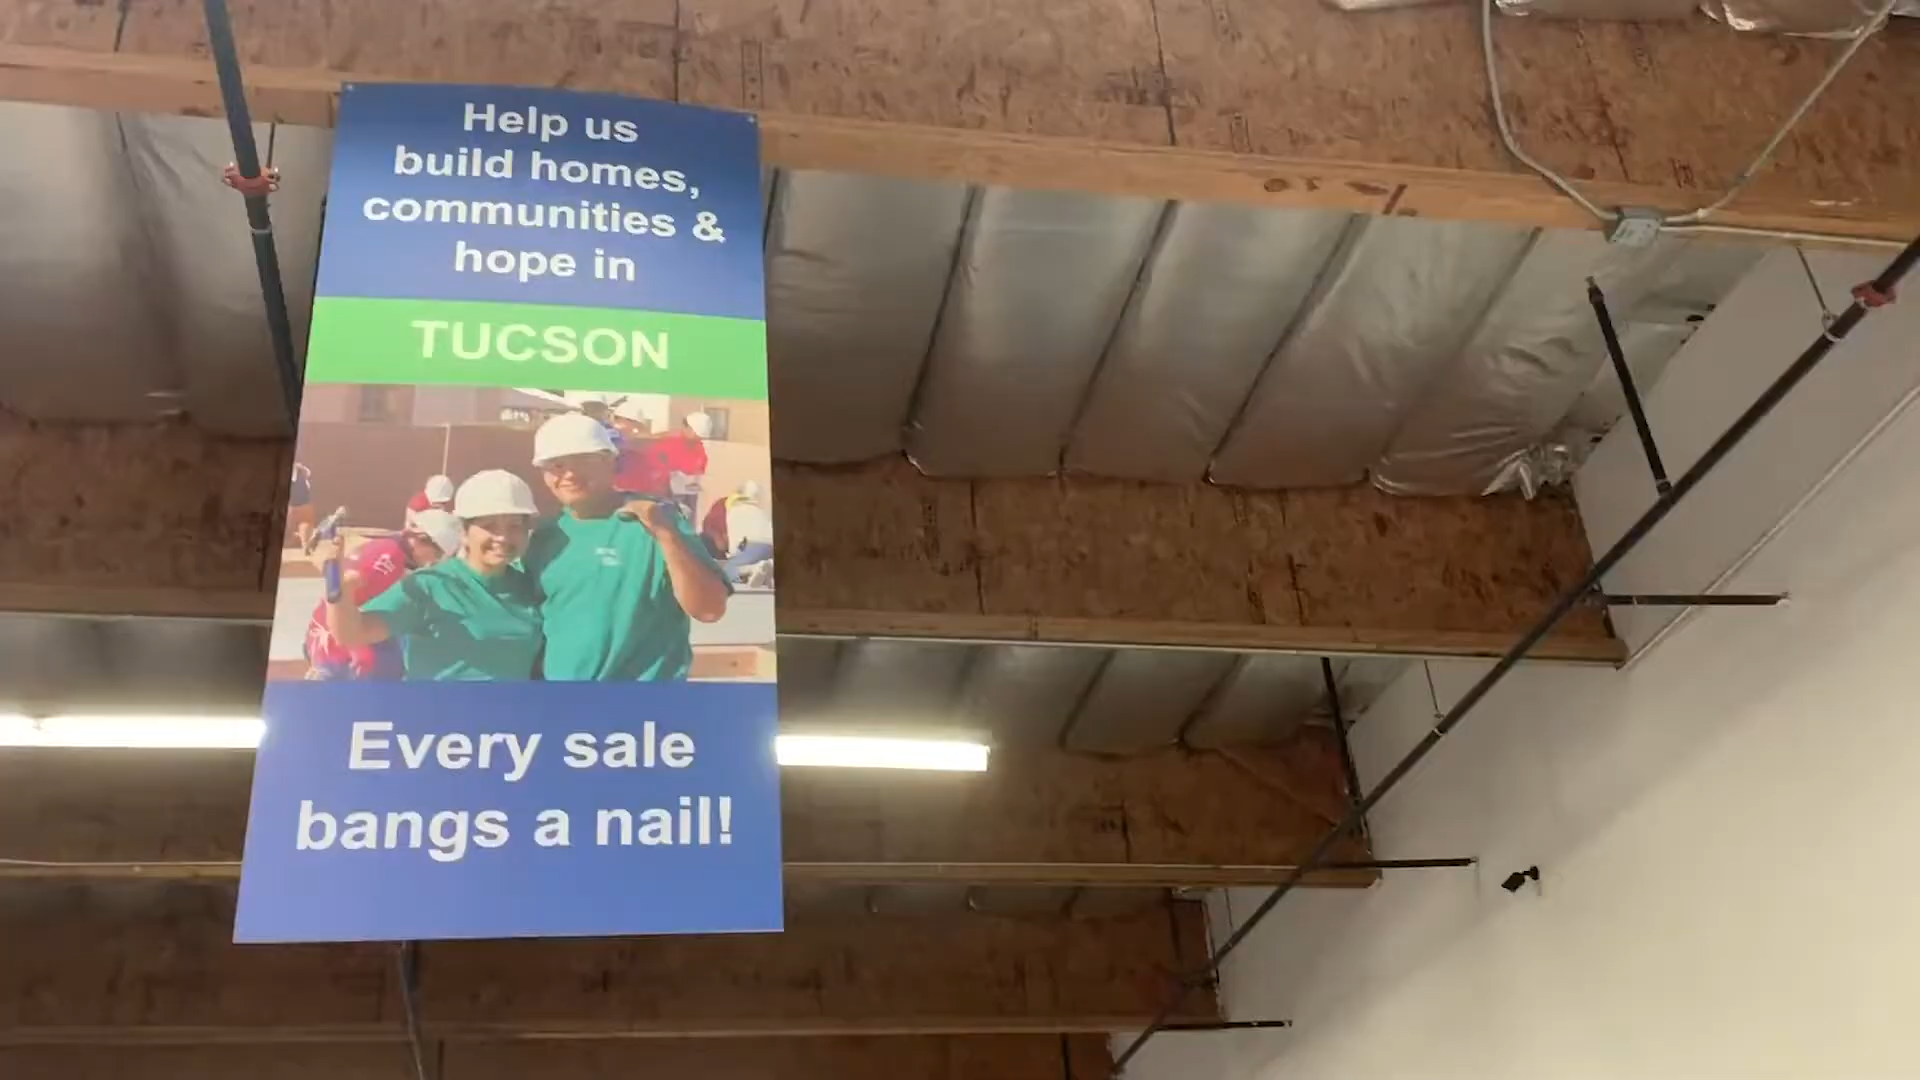 Help us
build homes,
communities &
hope in
TUCSON
Every sale
bangs a nail!